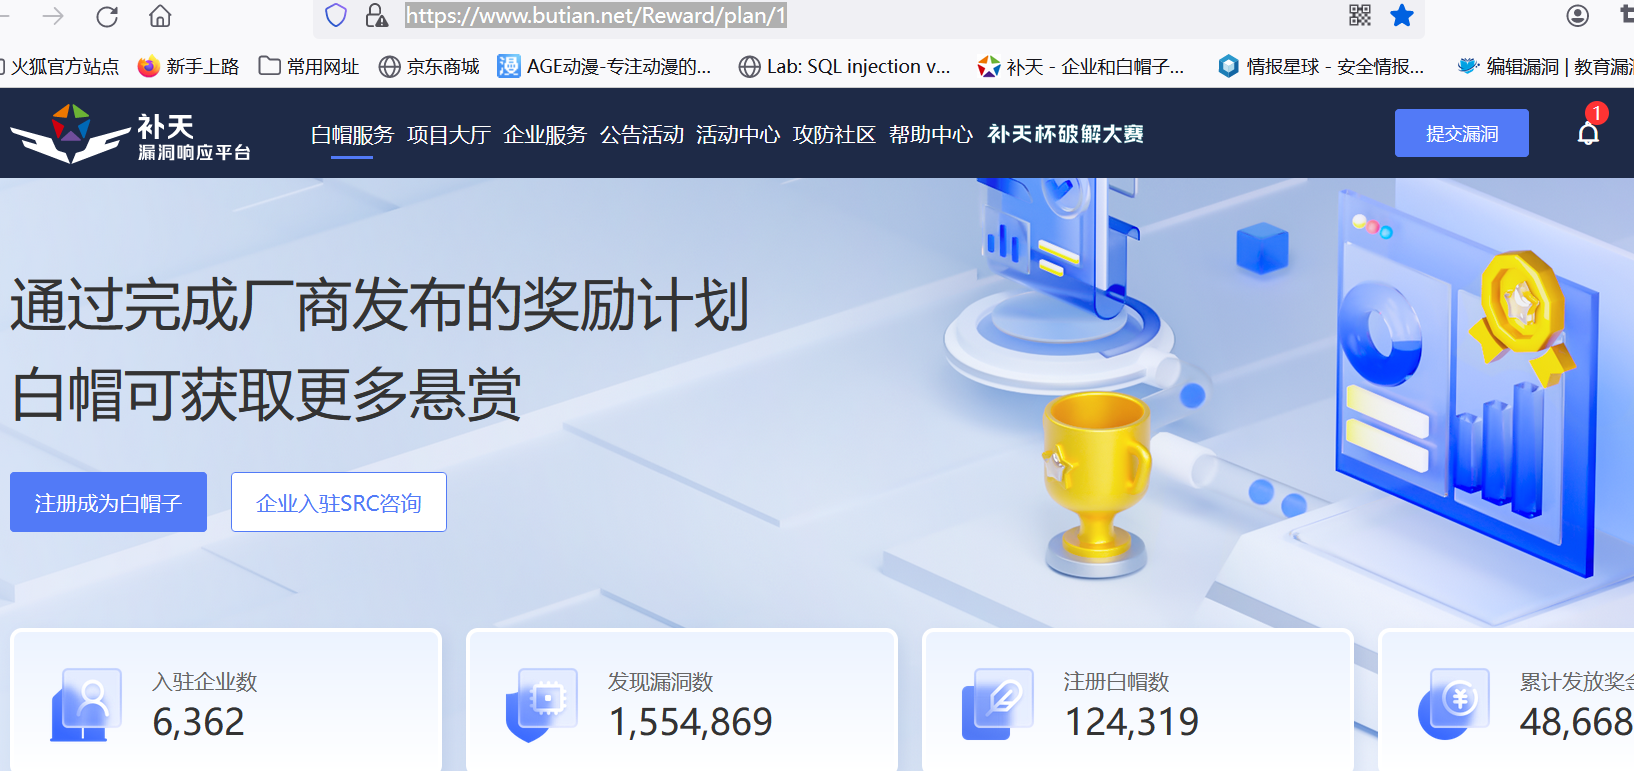 https://www.butian.net/Reward/plan/1
火狐官方站点 新手上路 常用网址 京东商城 AGE动漫-专注动漫的... Lab: SQL injection v... 补天 - 企业和白帽子... 情报星球 - 安全情报... 编辑漏洞 | 教育漏洞
补天
漏洞响应平台
白帽服务 项目大厅 企业服务 公告活动 活动中心 攻防社区 帮助中心 补天杯破解大赛
提交漏洞
1
通过完成厂商发布的奖励计划
白帽可获取更多悬赏
注册成为白帽子 企业入驻SRC咨询
入驻企业数
6,362
发现漏洞数
1,554,869
注册白帽数
124,319
累计发放奖金
48,668